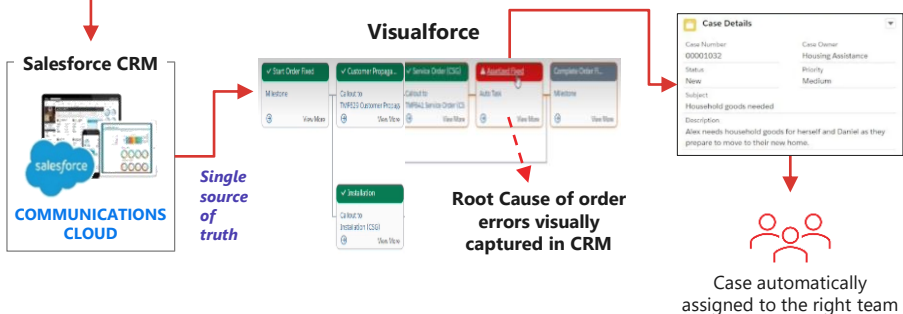 Salesforce CRM
salesforce
COMMUNICATIONS
CLOUD
Single
source
of
truth
Visualforce
Start Order Fixed
Milestone
View More
Customer Propaga...
Callout to
View More
Service Order (CSG)
Callout to
View More
Assetized Fixed
Auto Task
View More
Complete Order Fi...
Milestone
View More
Installation
Callout to
Installation (CSG)
View More
Root Cause of order
errors visually
captured in CRM
Case Details
Case Number
00001032
Case Owner
Housing Assistance
Status
New
Priority
Medium
Subject
Household goods needed
Description
Alex needs household goods for herself and Daniel as they
prepare to move to their new home.
Case automatically
assigned to the right team